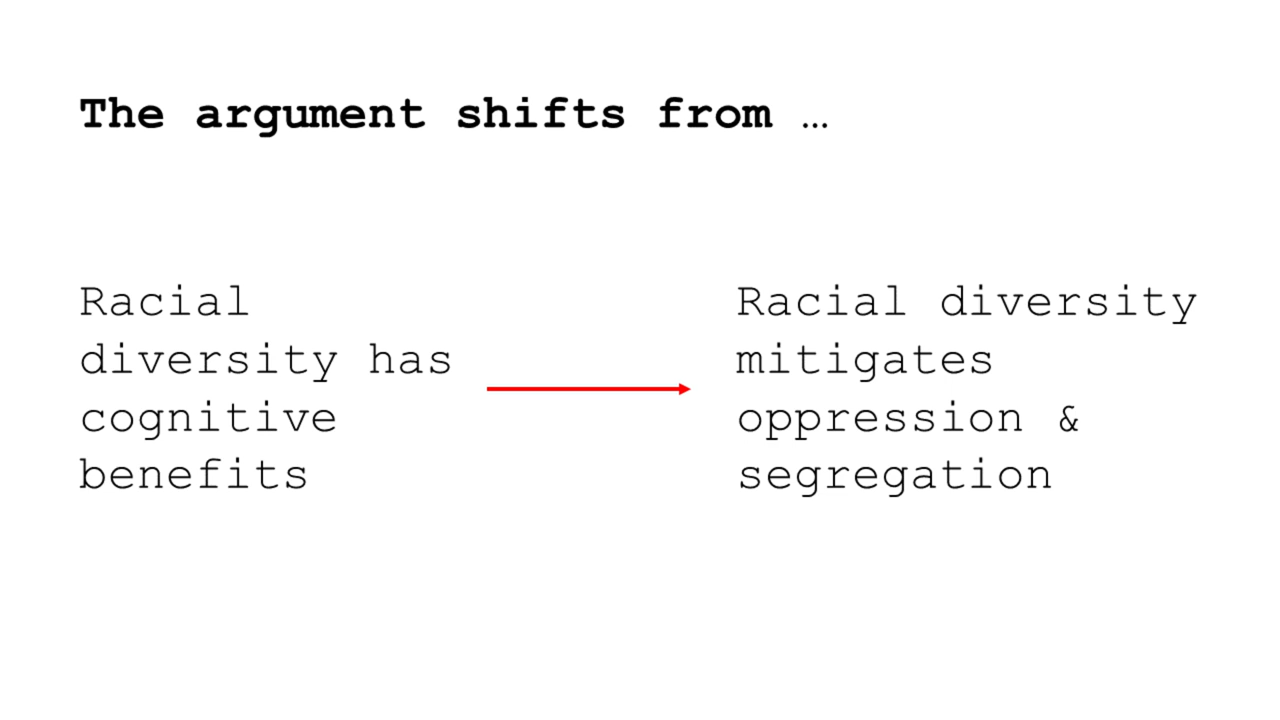 The argument shifts from …
Racial
diversity has
cognitive
benefits
Racial diversity
mitigates
oppression &
segregation